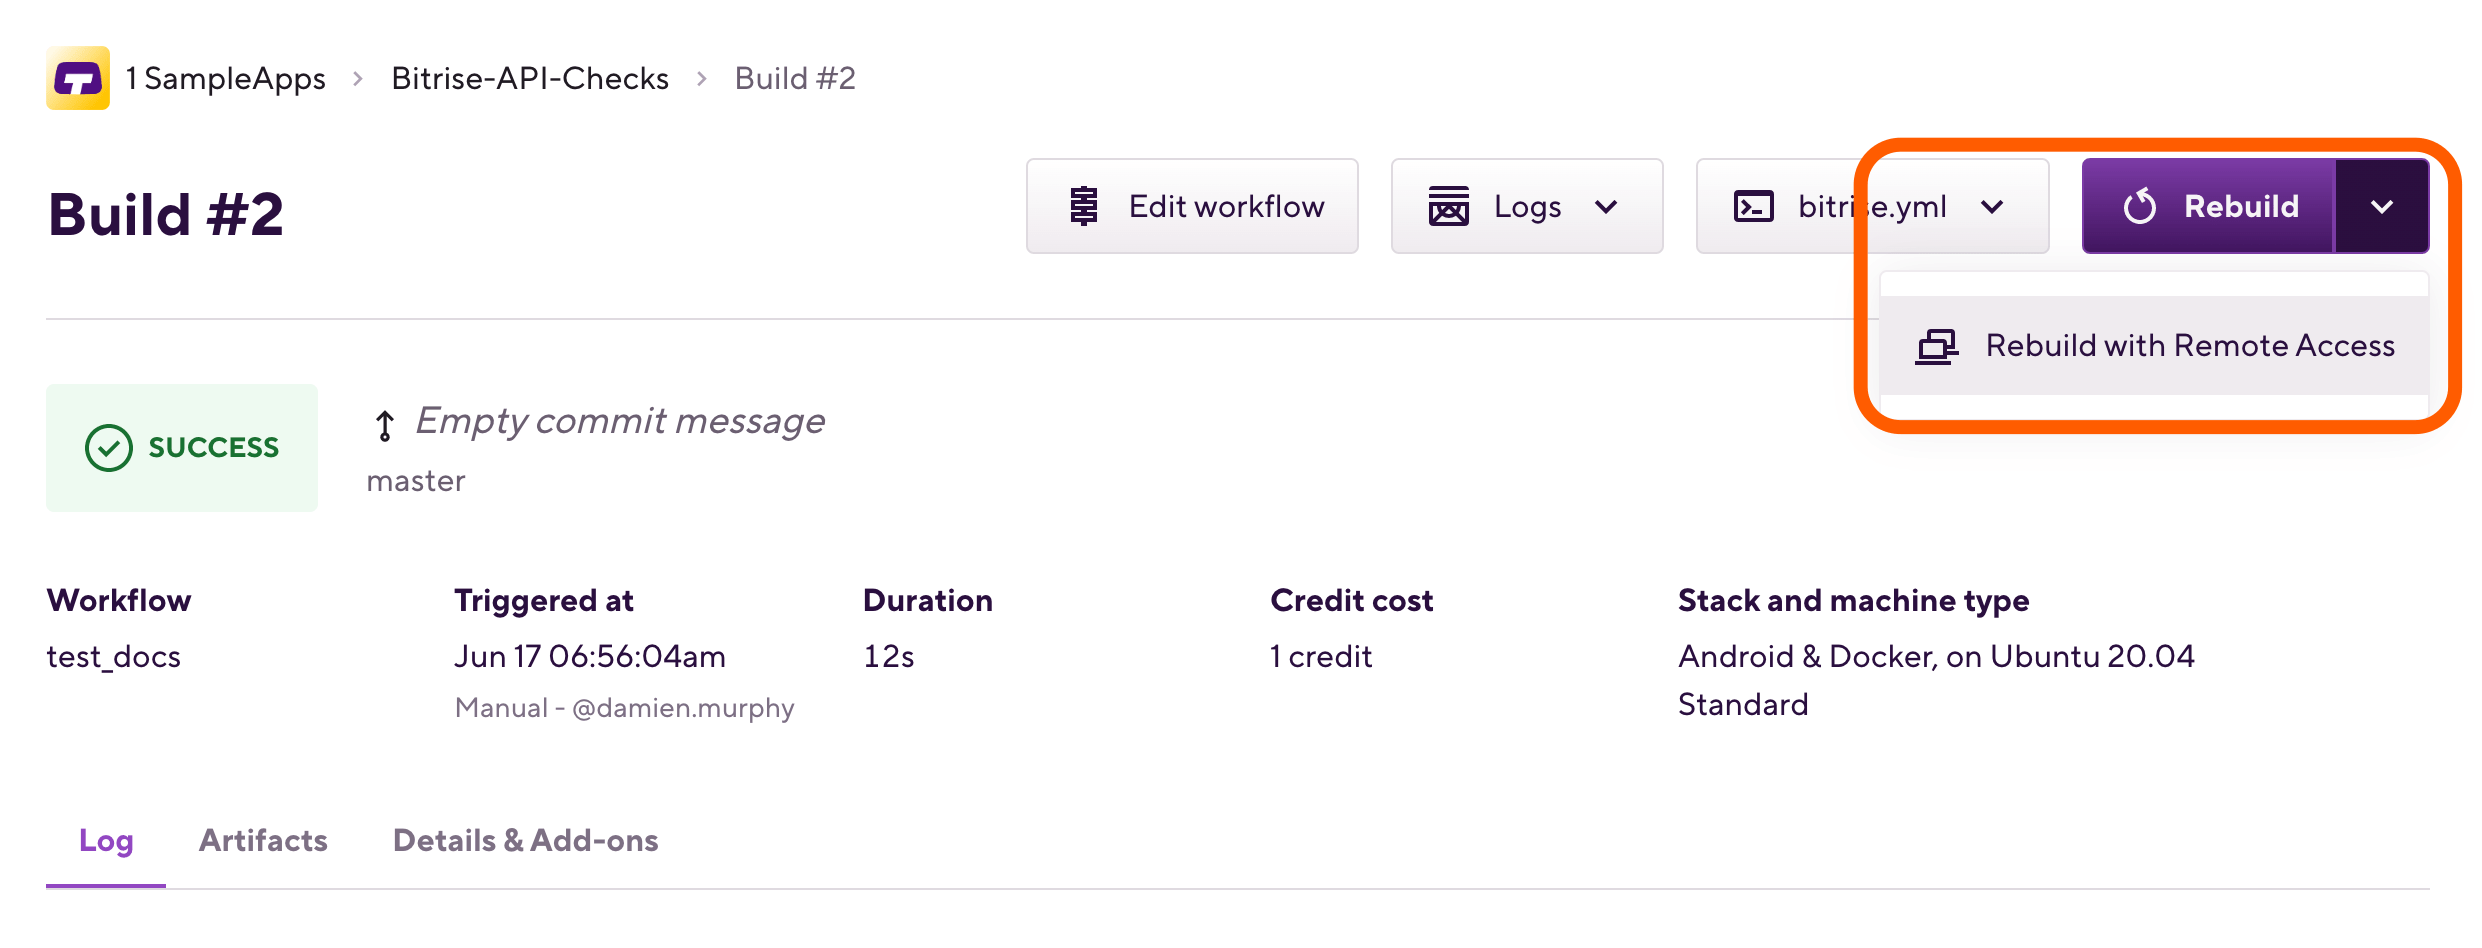 1 SampleApps > Bitrise-API-Checks > Build #2
Build #2
Edit workflow
Logs
bitrise.yml
Rebuild
Rebuild with Remote Access
SUCCESS
Empty commit message
master
Workflow
test_docs
Triggered at
Jun 17 06:56:04am
Manual - @damien.murphy
Duration
12s
Credit cost
1 credit
Stack and machine type
Android & Docker, on Ubuntu 20.04
Standard
Log
Artifacts
Details & Add-ons